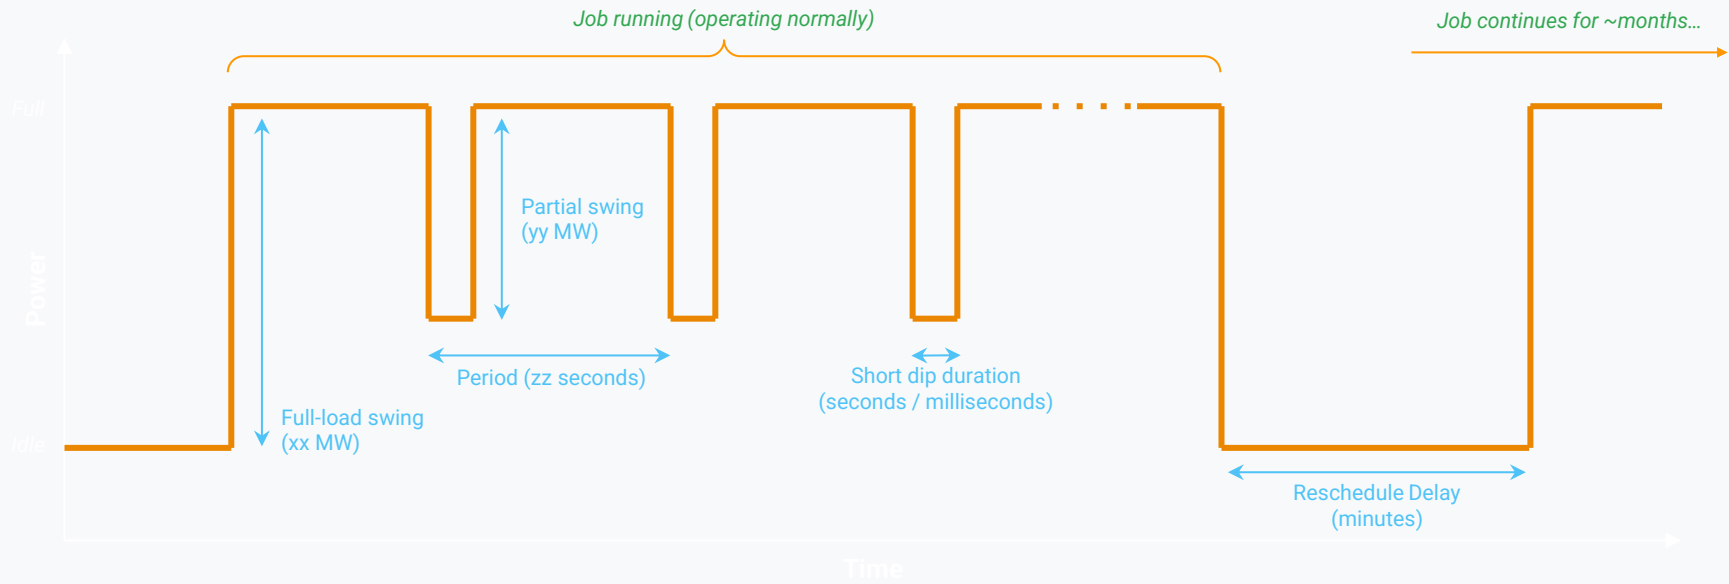 Job running (operating normally)
Job continues for ~months...
Full
Partial swing
(yy MW)
Power
Period (zz seconds)
Short dip duration
(seconds / milliseconds)
Full-load swing
(xx MW)
Idle
Reschedule Delay
(minutes)
Time